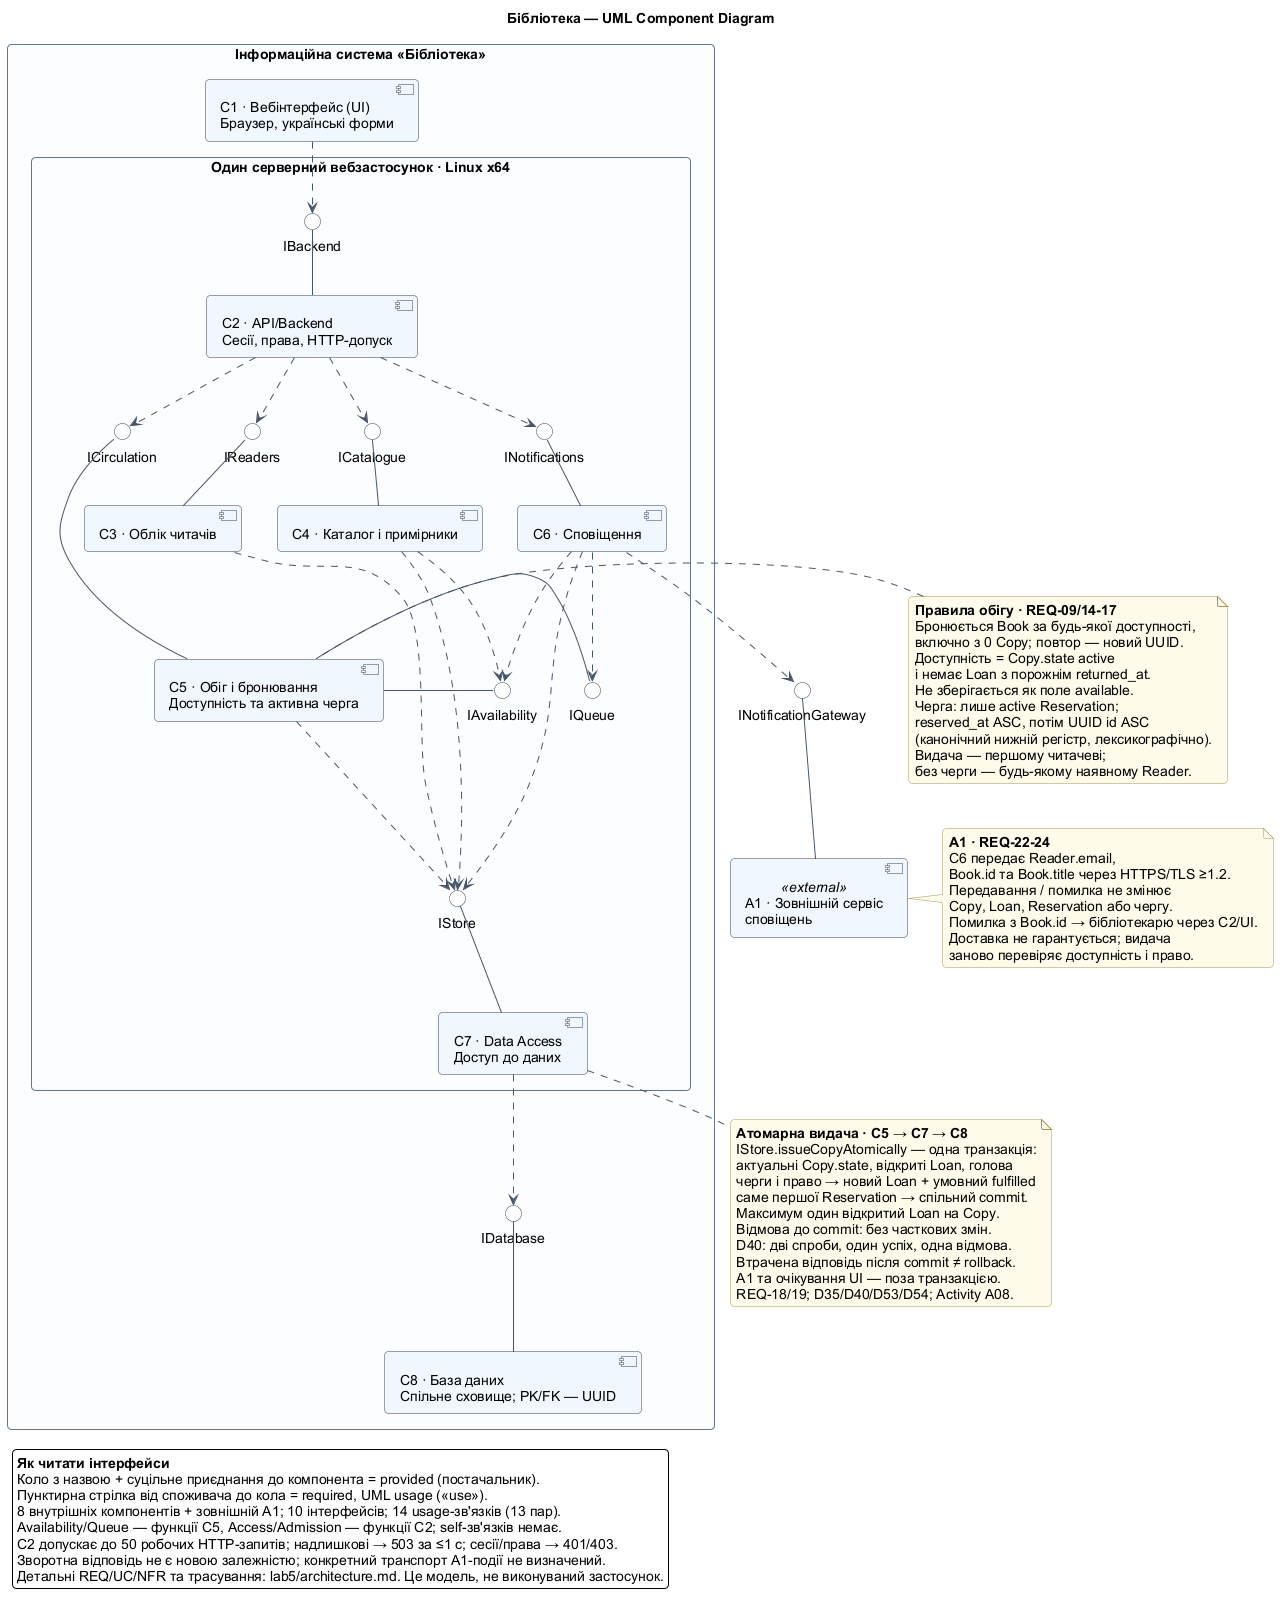 Бібліотека — UML Component Diagram
Інформаційна система «Бібліотека»
C1 · Вебінтерфейс (UI)
Браузер, українські форми
Один серверний вебзастосунок · Linux x64
IBackend
C2 · API/Backend
Сесії, права, HTTP-допуск
ICirculation
IReaders
ICatalogue
INotifications
C3 · Облік читачів
C4 · Каталог і примірники
C6 · Сповіщення
C5 · Обіг і бронювання
Доступність та активна черга
IAvailability
IQueue
INotificationGateway
Правила обігу · REQ-09/14-17
Бронюється Book за будь-якої доступності,
включно з 0 Copy; повтор — новий UUID.
Доступність = Copy.state active
і немає Loan з порожнім returned_at.
Не зберігається як поле available.
Черга: лише active Reservation;
reserved_at ASC, потім UUID id ASC
(канонічний нижній регістр, лексикографічно).
Видача — першому читачеві;
без черги — будь-якому наявному Reader.
«external»
A1 · Зовнішній сервіс
сповіщень
A1 · REQ-22-24
C6 передає Reader.email,
Book.id та Book.title через HTTPS/TLS ≥1.2.
Передавання / помилка не змінює
Copy, Loan, Reservation або чергу.
Помилка з Book.id → бібліотекарю через C2/UI.
Доставка не гарантується; видача
заново перевіряє доступність і право.
IStore
C7 · Data Access
Доступ до даних
Атомарна видача · C5 → C7 → C8
IStore.issueCopyAtomically — одна транзакція:
актуальні Copy.state, відкриті Loan, голова
черги і право → новий Loan + умовний fulfilled
саме першої Reservation → спільний commit.
Максимум один відкритий Loan на Copy.
Відмова до commit: без часткових змін.
D40: дві спроби, один успіх, одна відмова.
Втрачена відповідь після commit ≠ rollback.
A1 та очікування UI — поза транзакцією.
REQ-18/19; D35/D40/D53/D54; Activity A08.
IDatabase
C8 · База даних
Спільне сховище; PK/FK — UUID
Як читати інтерфейси
Коло з назвою + суцільне приєднання до компонента = provided (постачальник).
Пунктирна стрілка від споживача до кола = required, UML usage («use»).
8 внутрішніх компонентів + зовнішній A1; 10 інтерфейсів; 14 usage-зв'язків (13 пар).
Availability/Queue — функції C5, Access/Admission — функції C2; self-зв'язків немає.
C2 допускає до 50 робочих HTTP-запитів; надлишкові → 503 за ≤1 с; сесії/права → 401/403.
Зворотна відповідь не є новою залежністю; конкретний транспорт A1-події не визначений.
Детальні REQ/UC/NFR та трасування: lab5/architecture.md. Це модель, не виконуваний застосунок.